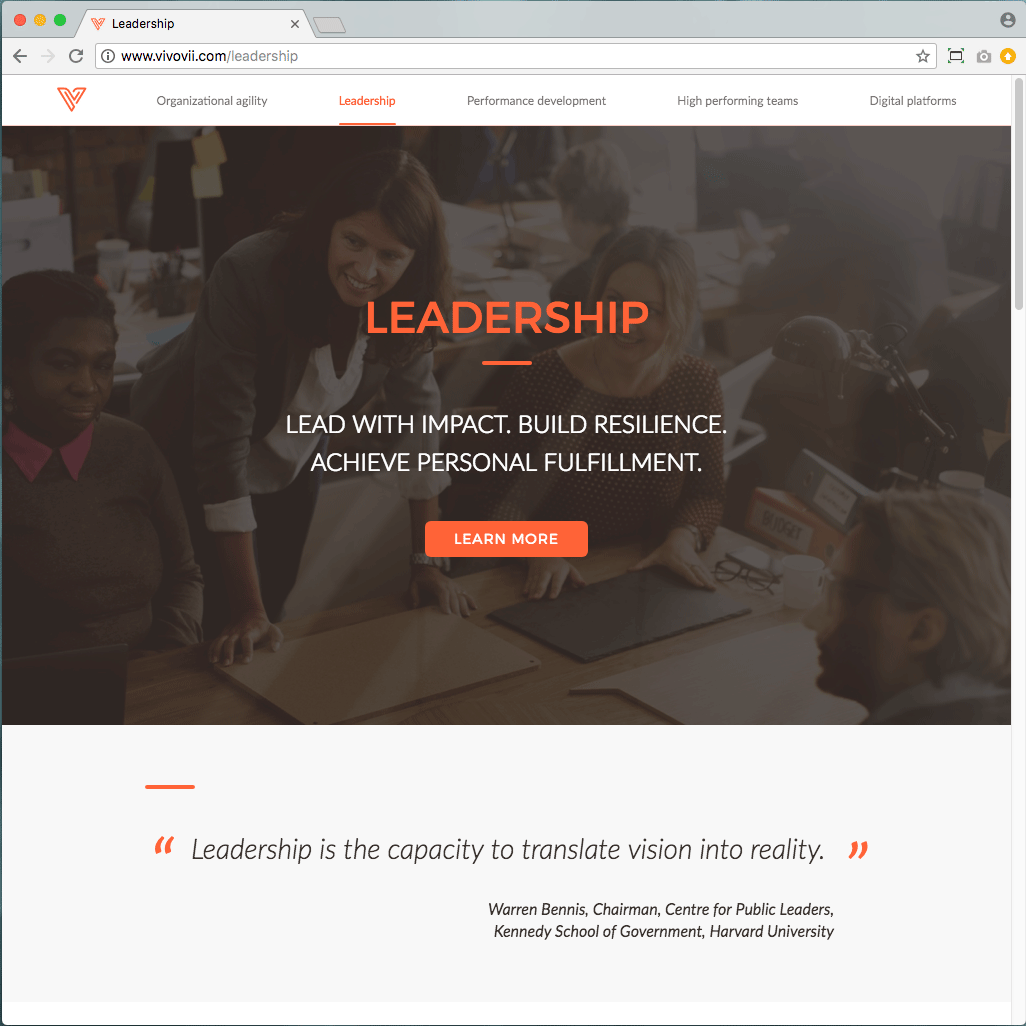 Leadership
www.vivovii.com/leadership
Organizational agility
Leadership
Performance development
High performing teams
Digital platforms
LEADERSHIP
LEAD WITH IMPACT. BUILD RESILIENCE.
ACHIEVE PERSONAL FULFILLMENT.
BUDGET
LEARN MORE
“ Leadership is the capacity to translate vision into reality. ”
Warren Bennis, Chairman, Centre for Public Leaders,
Kennedy School of Government, Harvard University